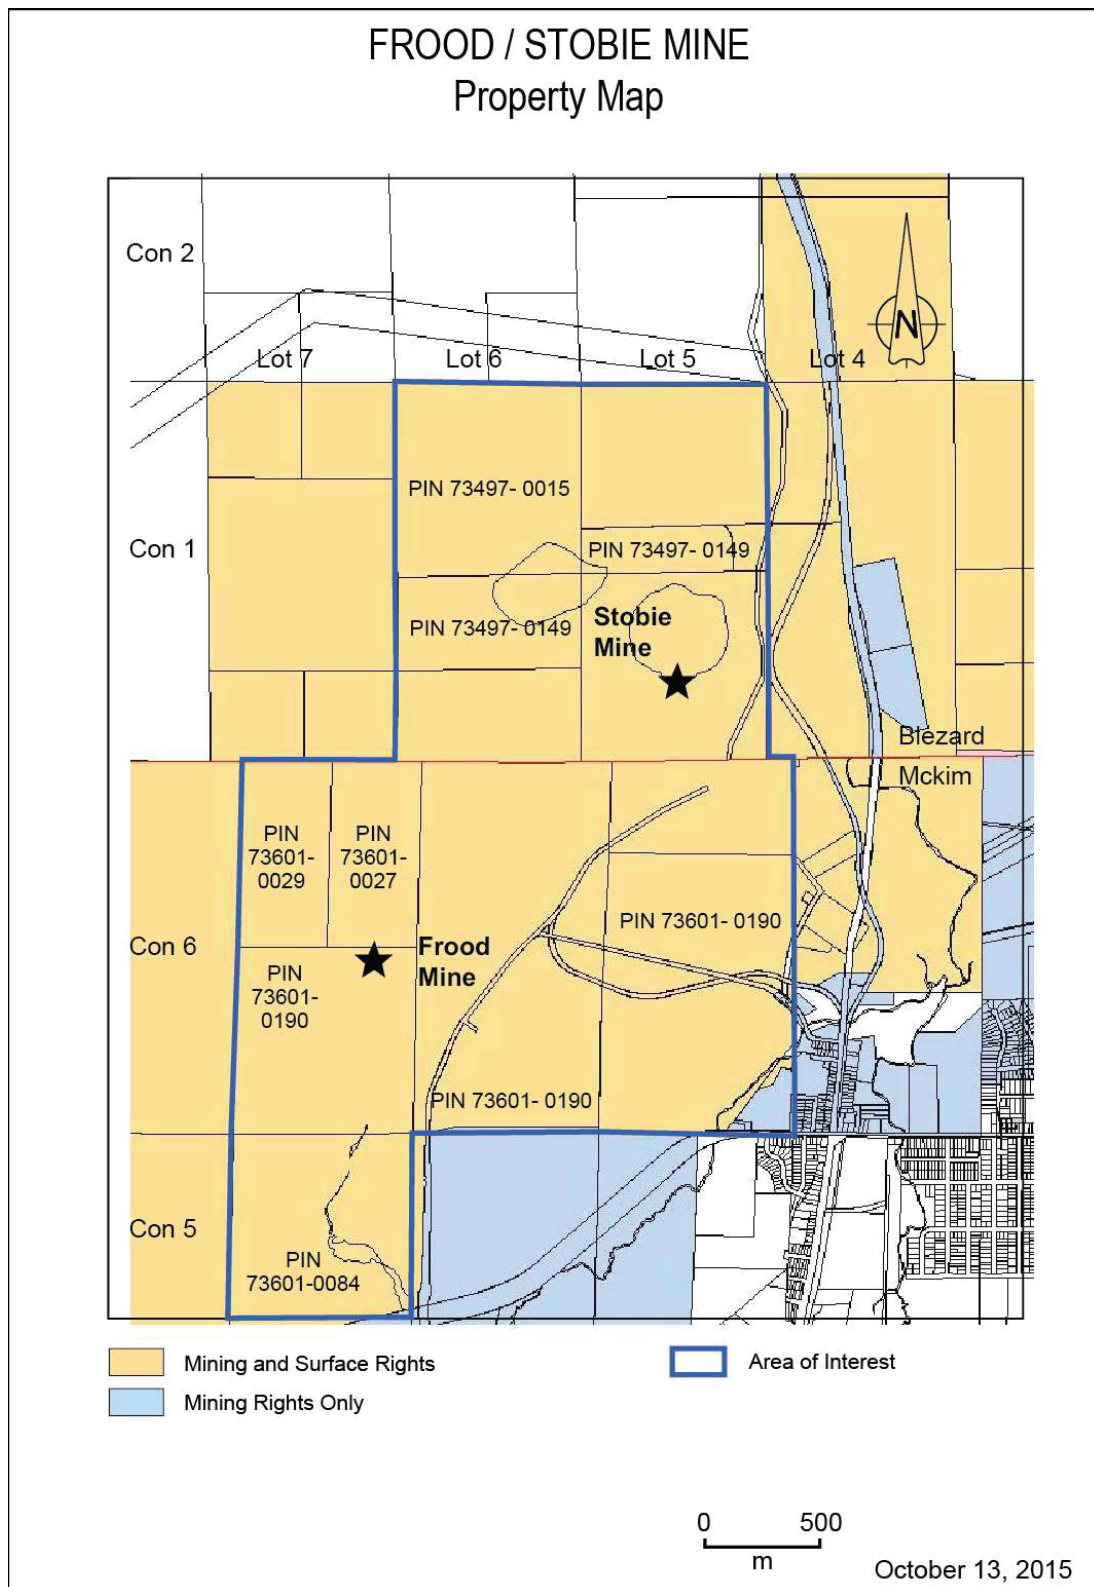 FROOD / STOBIE MINE
Property Map
Con 2
N
Lot 7
Lot 6
Lot 5
Lot 4
PIN 73497- 0015
Con 1
PIN 73497- 0149
PIN 73497- 0149
Stobie
Mine
Blezard
Mckim
PIN
73601-
0029
PIN
73601-
0027
PIN 73601- 0190
Con 6
Frood
Mine
PIN
73601-
0190
PIN 73601- 0190
Con 5
PIN
73601-0084
Mining and Surface Rights
Area of Interest
Mining Rights Only
0
500
m
October 13, 2015